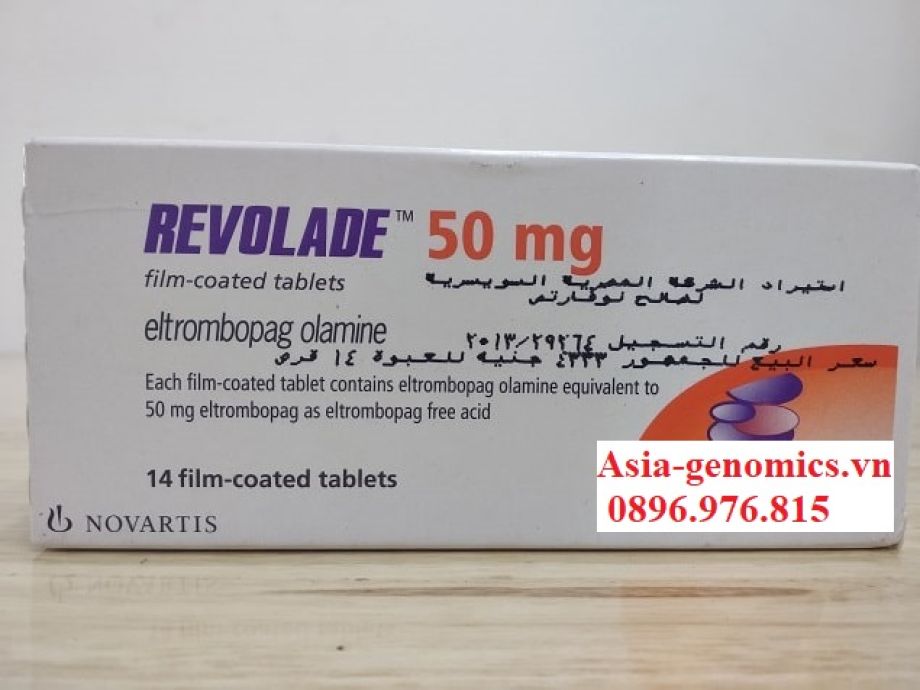 REVOLADE™ 50 mg
film-coated tablets
استيراد الشركة المصرية السويسرية
لصالح نوفارتس
eltrombopag olamine
رقم التسجيل ٢٠١٣/٢٩٢٦٤
سعر البيع للجمهور ٤٣٣٣ جنيه للعبوة ١٤ قرص
Each film-coated tablet contains eltrombopag olamine equivalent to
50 mg eltrombopag as eltrombopag free acid
14 film-coated tablets
NOVARTIS
Asia-genomics.vn
0896.976.815